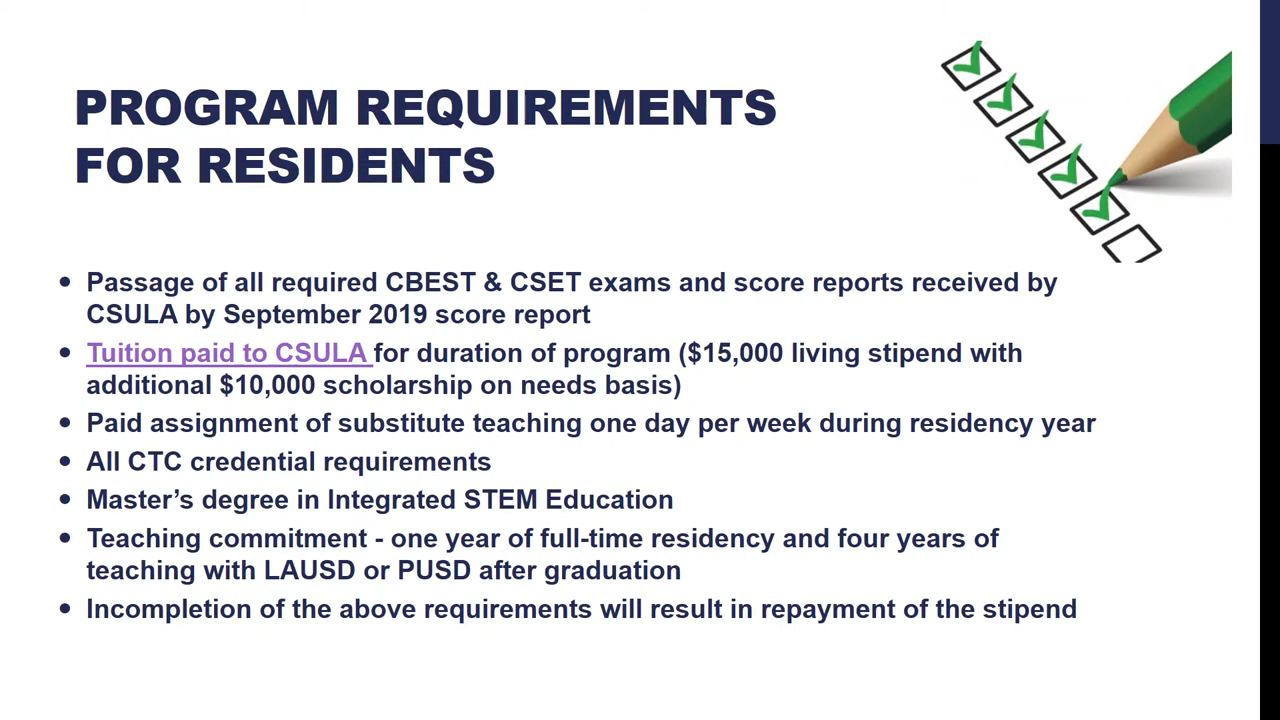 PROGRAM REQUIREMENTS
FOR RESIDENTS
• Passage of all required CBEST & CSET exams and score reports received by
CSULA by September 2019 score report
• Tuition paid to CSULA for duration of program ($15,000 living stipend with
additional $10,000 scholarship on needs basis)
• Paid assignment of substitute teaching one day per week during residency year
• All CTC credential requirements
• Master’s degree in Integrated STEM Education
• Teaching commitment - one year of full-time residency and four years of
teaching with LAUSD or PUSD after graduation
• Incompletion of the above requirements will result in repayment of the stipend